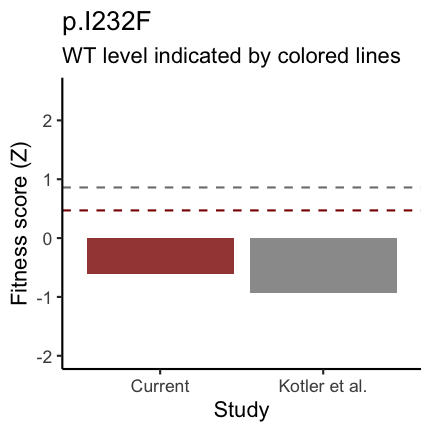 p.I232F
WT level indicated by colored lines
Fitness score (Z)
2
1
0
-1
-2
Current
Kotler et al.
Study